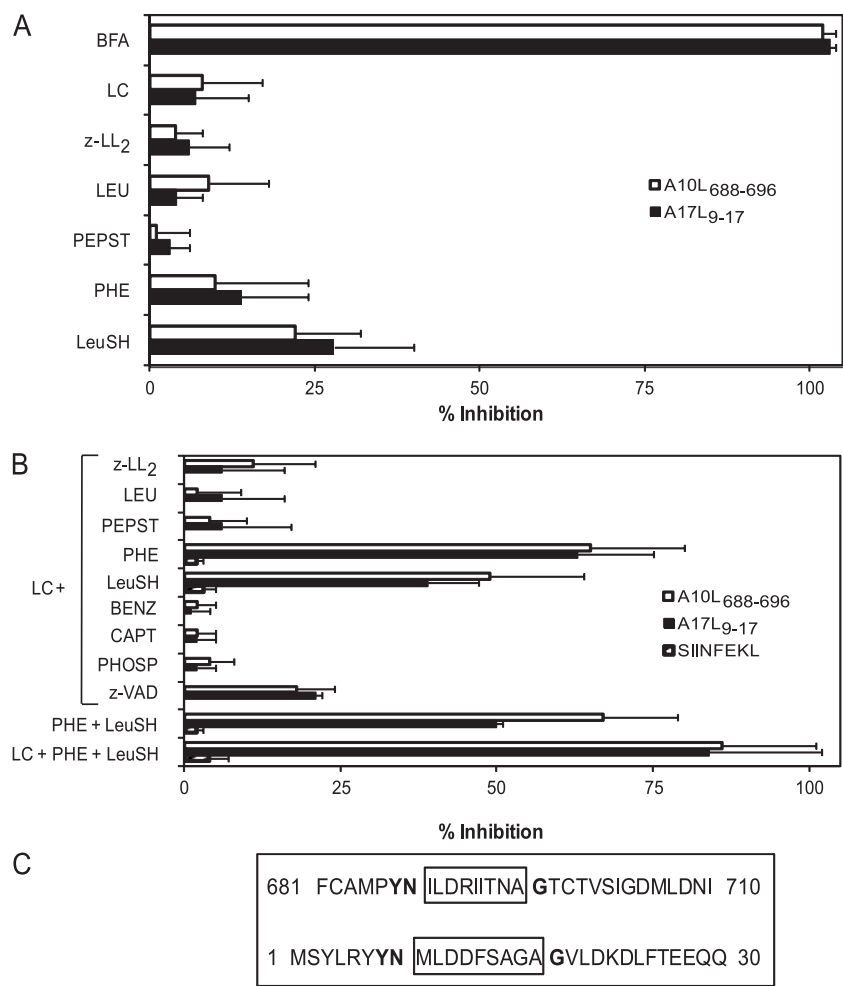 A
BFA
LC
z-LL2
LEU
PEPST
PHE
LeuSH
A10L688-696
A17L9-17
0 25 50 75 100
% Inhibition
B
LC +
z-LL2
LEU
PEPST
PHE
LeuSH
BENZ
CAPT
PHOSP
z-VAD
PHE + LeuSH
LC + PHE + LeuSH
A10L688-696
A17L9-17
SIINFEKL
0 25 50 75 100
% Inhibition
C
681 FCAMPYN ILDRIITNA GTCTVSIGDMLDNI 710
1 MSYLRYYN MLDDFSAGA GVLDKDLFTEEQQ 30